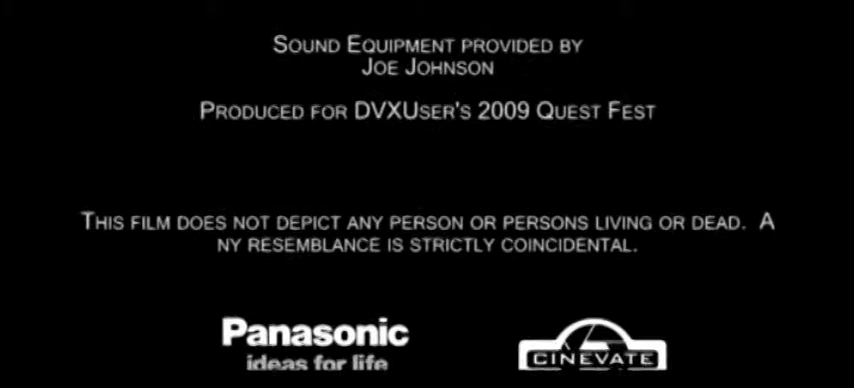 SOUND EQUIPMENT PROVIDED BY
JOE JOHNSON
PRODUCED FOR DVXUSER'S 2009 QUEST FEST
THIS FILM DOES NOT DEPICT ANY PERSON OR PERSONS LIVING OR DEAD. A
NY RESEMBLANCE IS STRICTLY COINCIDENTAL.
Panasonic
ideas for life
CINEVATE